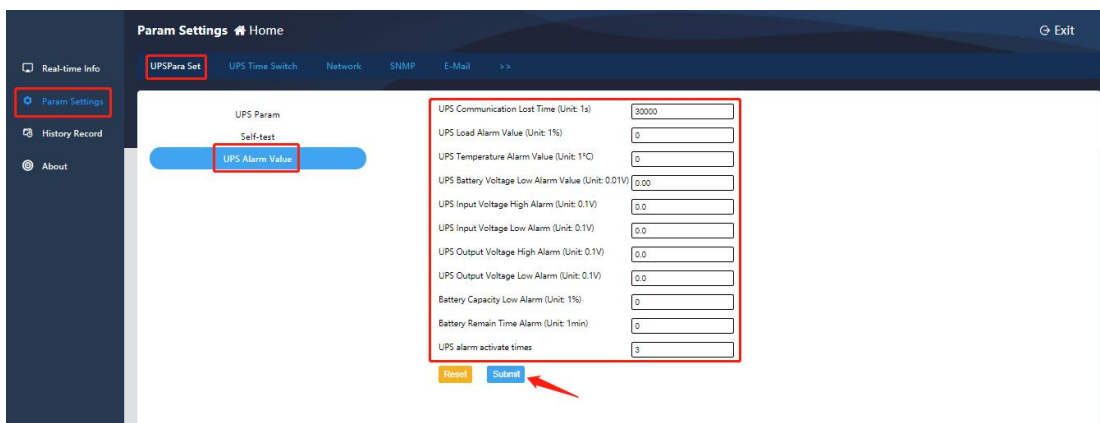 Param Settings Home
Exit
Real-time Info
Param Settings
History Record
About
UPSPara Set UPS Time Switch Network SNMP E-Mail >>
UPS Param
Self-test
UPS Alarm Value
UPS Communication Lost Time (Unit: 1s) 30000
UPS Load Alarm Value (Unit: 1%) 0
UPS Temperature Alarm Value (Unit: 1°C) 0
UPS Battery Voltage Low Alarm Value (Unit: 0.01V) 0.00
UPS Input Voltage High Alarm (Unit: 0.1V) 0.0
UPS Input Voltage Low Alarm (Unit: 0.1V) 0.0
UPS Output Voltage High Alarm (Unit: 0.1V) 0.0
UPS Output Voltage Low Alarm (Unit: 0.1V) 0.0
Battery Capacity Low Alarm (Unit: 1%) 0
Battery Remain Time Alarm (Unit: 1min) 0
UPS alarm activate times 3
Reset Submit